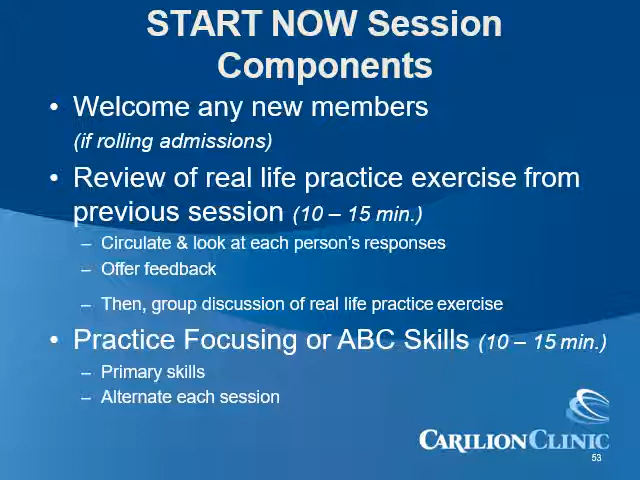 START NOW Session
Components
• Welcome any new members
(if rolling admissions)
• Review of real life practice exercise from
previous session (10 – 15 min.)
– Circulate & look at each person's responses
– Offer feedback
– Then, group discussion of real life practice exercise
• Practice Focusing or ABC Skills (10 – 15 min.)
– Primary skills
– Alternate each session
CARILION CLINIC
53